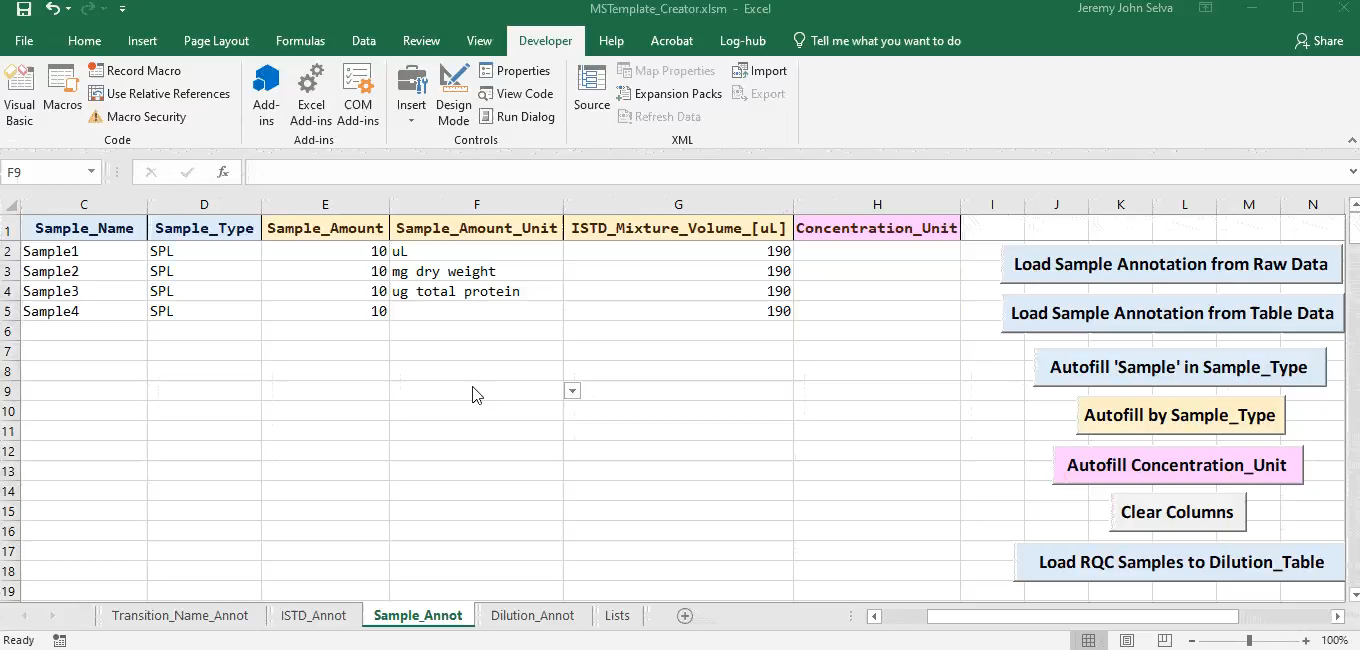 MSTemplate_Creator.xlsm - Excel
Jeremy John Selva
File Home Insert Page Layout Formulas Data Review View Developer Help Acrobat Log-hub Tell me what you want to do Share
Visual Basic
Macros
Record Macro
Use Relative References
Macro Security
Code
Add-ins
Excel Add-ins
COM Add-ins
Add-ins
Insert
Design Mode
Properties
View Code
Run Dialog
Controls
Source
Map Properties
Expansion Packs
Refresh Data
Import
Export
XML
F9 fx
C D E F G H I J K L M N
1 Sample_Name Sample_Type Sample_Amount Sample_Amount_Unit ISTD_Mixture_Volume_[uL] Concentration_Unit
2 Sample1 SPL 10 uL 190
3 Sample2 SPL 10 mg dry weight 190
4 Sample3 SPL 10 ug total protein 190
5 Sample4 SPL 10 190
6
7
8
9
10
11
12
13
14
15
16
17
18
19
Load Sample Annotation from Raw Data
Load Sample Annotation from Table Data
Autofill 'Sample' in Sample_Type
Autofill by Sample_Type
Autofill Concentration_Unit
Clear Columns
Load RQC Samples to Dilution_Table
Transition_Name_Annot ISTD_Annot Sample_Annot Dilution_Annot Lists
Ready 100%